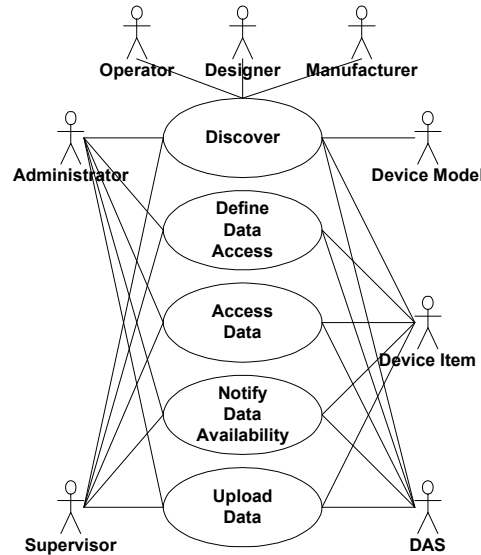 Operator
Designer
Manufacturer
Discover
Administrator
Device Model
Define
Data
Access
Access
Data
Device Item
Notify
Data
Availability
Upload
Data
Supervisor
DAS